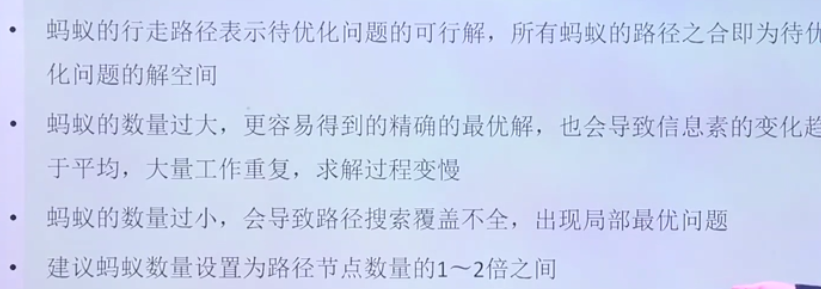 • 蚂蚁的行走路径表示待优化问题的可行解，所有蚂蚁的路径之合即为待优
化问题的解空间
• 蚂蚁的数量过大，更容易得到的精确的最优解，也会导致信息素的变化趋
于平均，大量工作重复，求解过程变慢
• 蚂蚁的数量过小，会导致路径搜索覆盖不全，出现局部最优问题
• 建议蚂蚁数量设置为路径节点数量的1～2倍之间